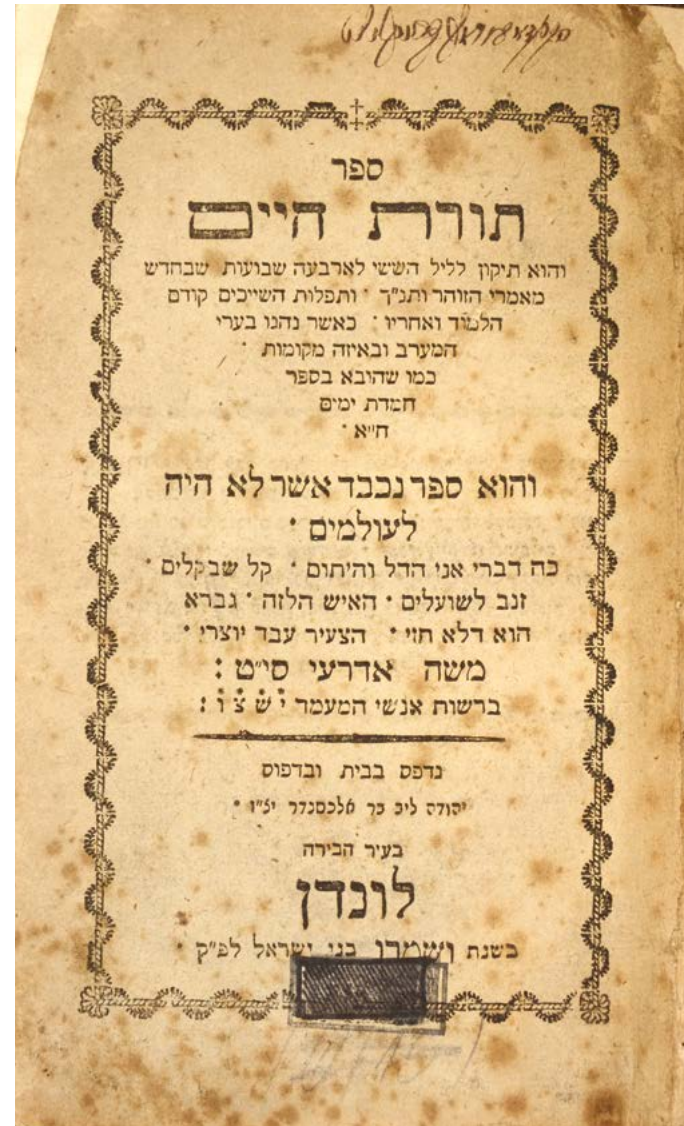 ספר
תורת חיים
והוא תיקון לליל הששי לארבעה שבועות שבחדש
מאמרי הזוהר ותנ"ך · ותפלות השייכים קודם
הלמוד ואחריו · כאשר נהגו בערי
המערב ובאיזה מקומות ·
כמו שהובא בספר
חמדת ימים
ח"א ·
והוא ספר נכבד אשר לא היה
לעולמים ·
כה דברי אני הדל והיתום · קל שבקלים ·
זנב לשועלים · האיש הלזה · גברא
הוא דלא חזי · הצעיר עבד יוצרי ·
משה אדרעי סי"ט :
ברשות אנשי המעמד ישצ"ו :
נדפס בבית ובדפוס
יהודה ליב בר אלכסנדר יצ"ו ·
בעיר הבירה
לונדן
בשנת ושמרו בני ישראל לפ"ק ·